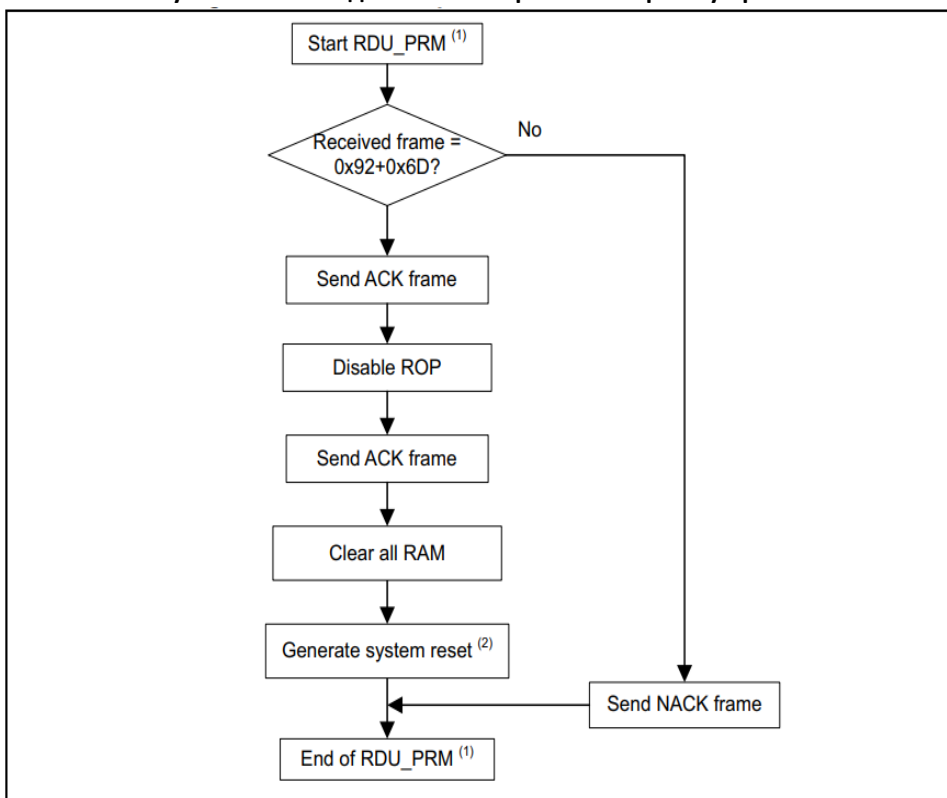 Start RDU_PRM (1)
Received frame =
0x92+0x6D?
No
Send ACK frame
Disable ROP
Send ACK frame
Clear all RAM
Generate system reset (2)
Send NACK frame
End of RDU_PRM (1)